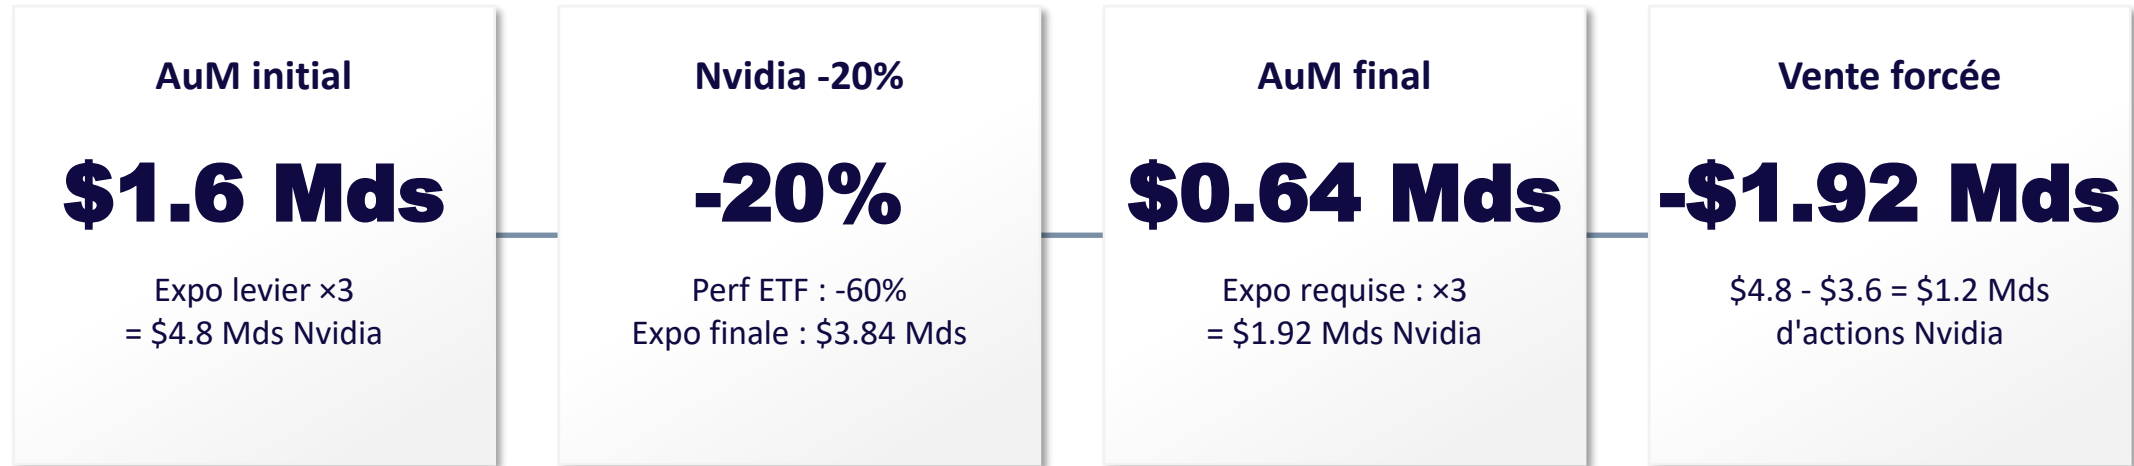 AuM initial
$1.6 Mds
Expo levier ×3
= $4.8 Mds Nvidia
Nvidia -20%
-20%
Perf ETF : -60%
Expo finale : $3.84 Mds
AuM final
$0.64 Mds
Expo requise : ×3
= $1.92 Mds Nvidia
Vente forcée
-$1.92 Mds
$4.8 - $3.6 = $1.2 Mds
d'actions Nvidia